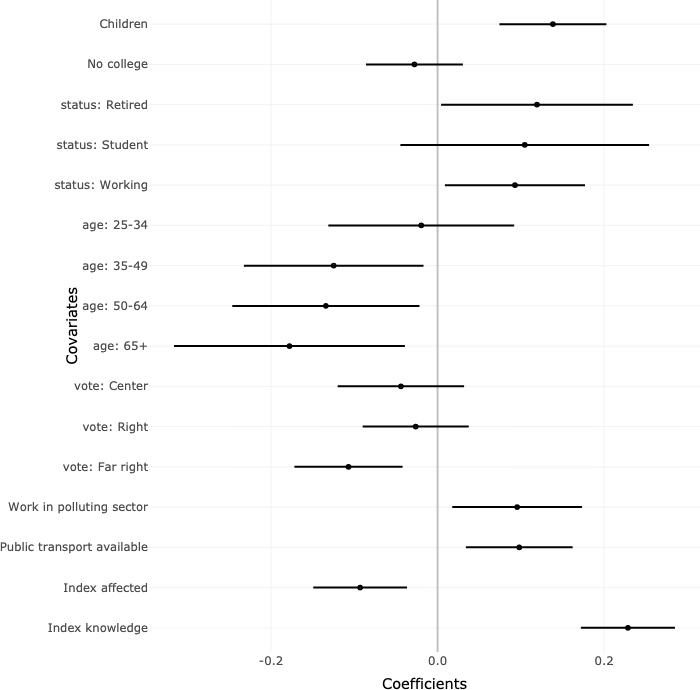 Children
No college
status: Retired
status: Student
status: Working
age: 25-34
age: 35-49
age: 50-64
age: 65+
vote: Center
vote: Right
vote: Far right
Work in polluting sector
Public transport available
Index affected
Index knowledge
Covariates
-0.2
0.0
0.2
Coefficients